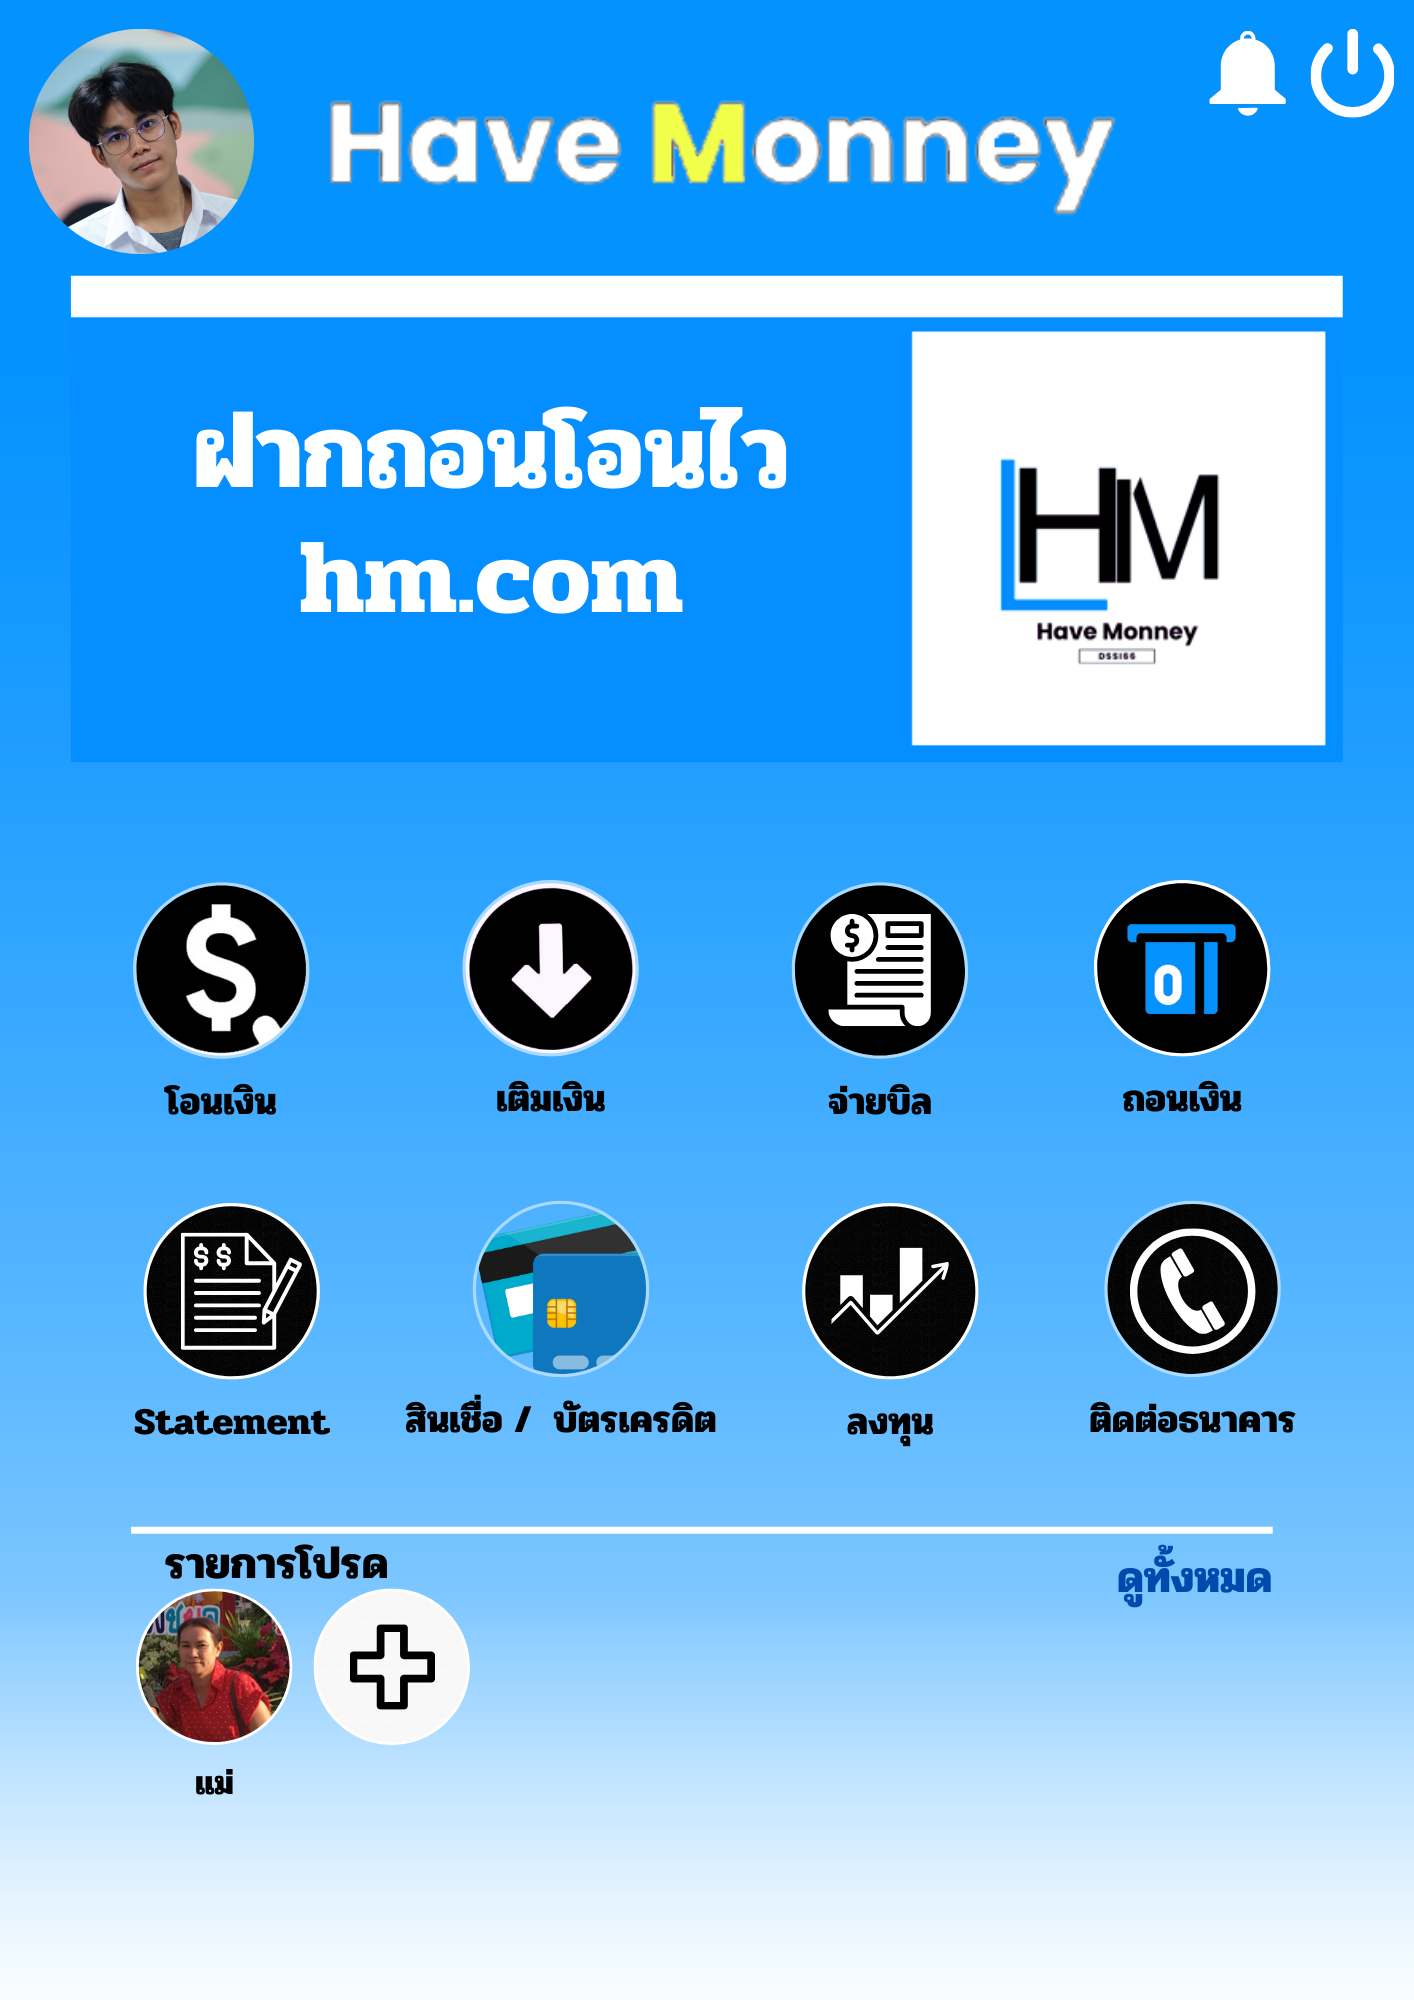 Have Monney
ฝากถอนโอนไว
hm.com
HM
Have Monney
DSSI66
โอนเงิน
เติมเงิน
จ่ายบิล
ถอนเงิน
Statement
สินเชื่อ / บัตรเครดิต
ลงทุน
ติดต่อธนาคาร
รายการโปรด
ดูทั้งหมด
แม่